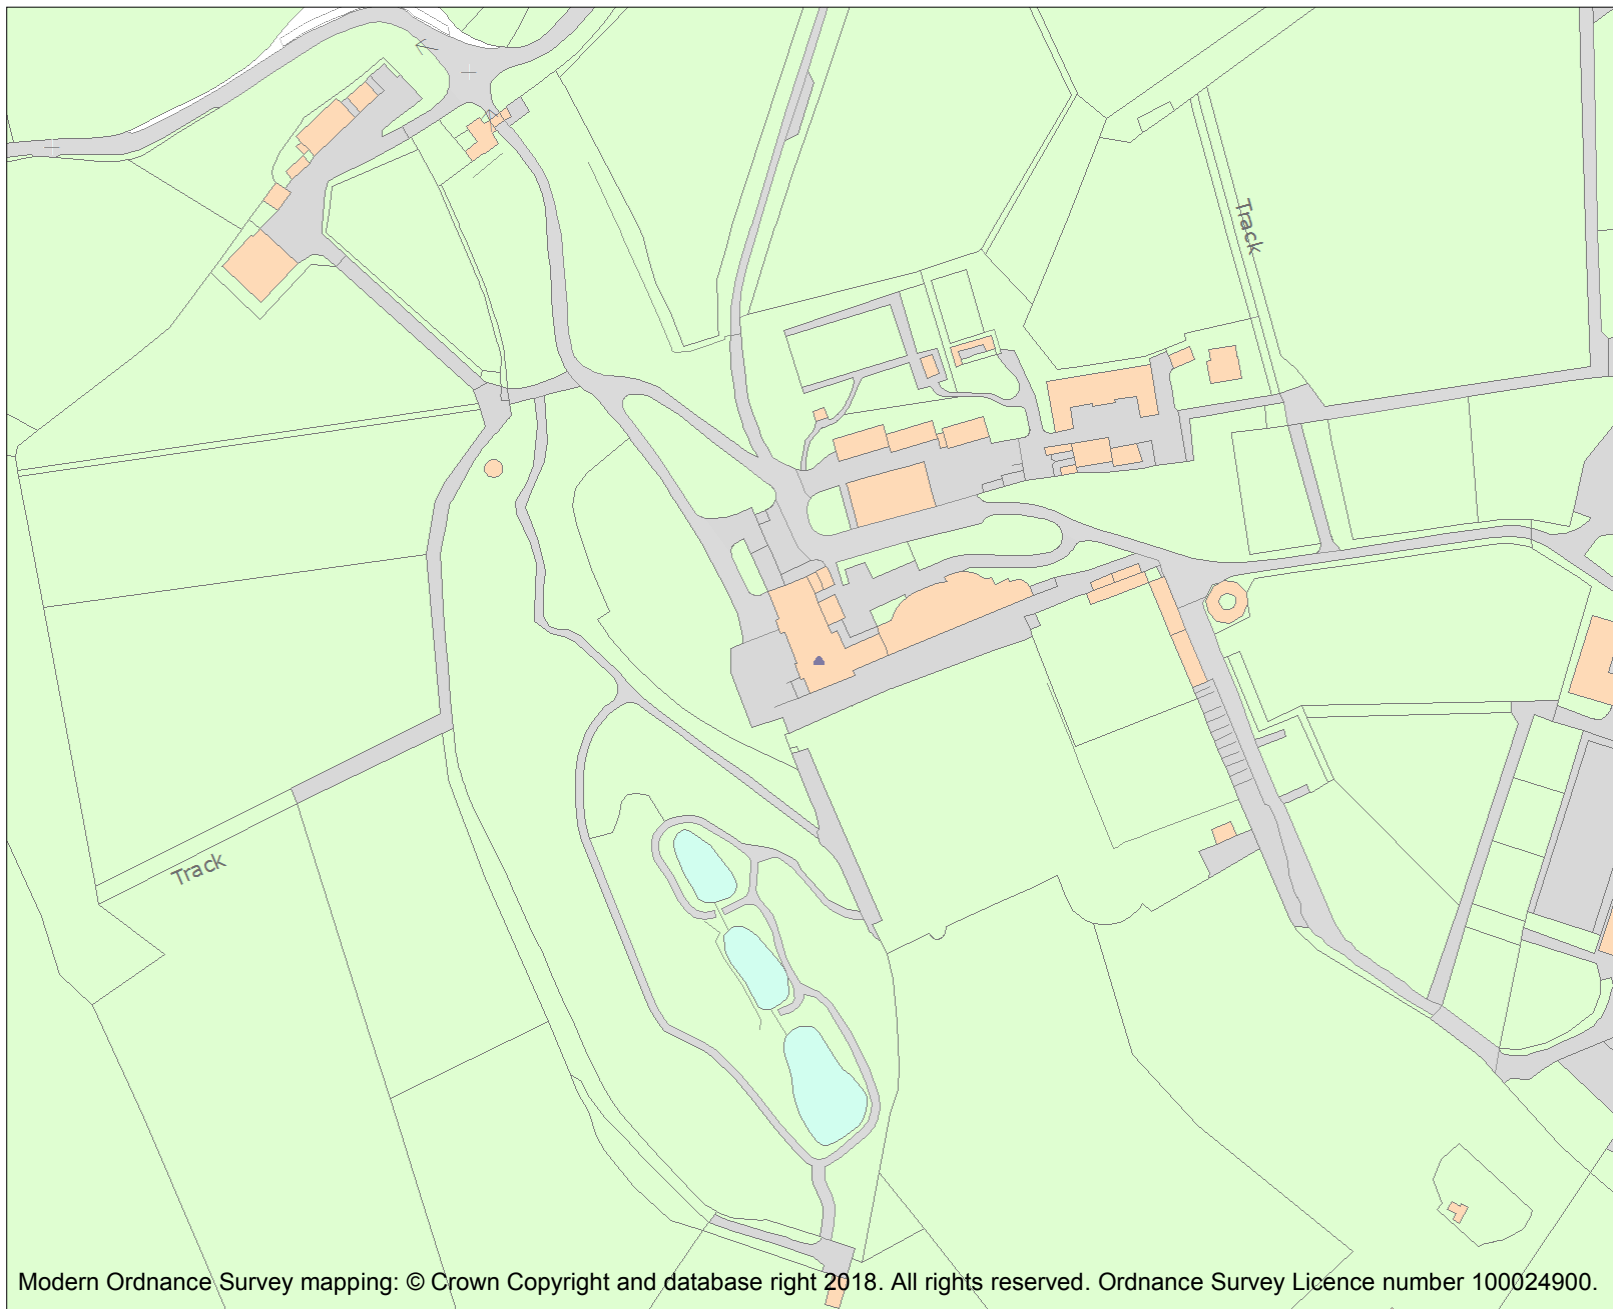 Track
Track
Modern Ordnance Survey mapping: © Crown Copyright and database right 2018. All rights reserved. Ordnance Survey Licence number 100024900.